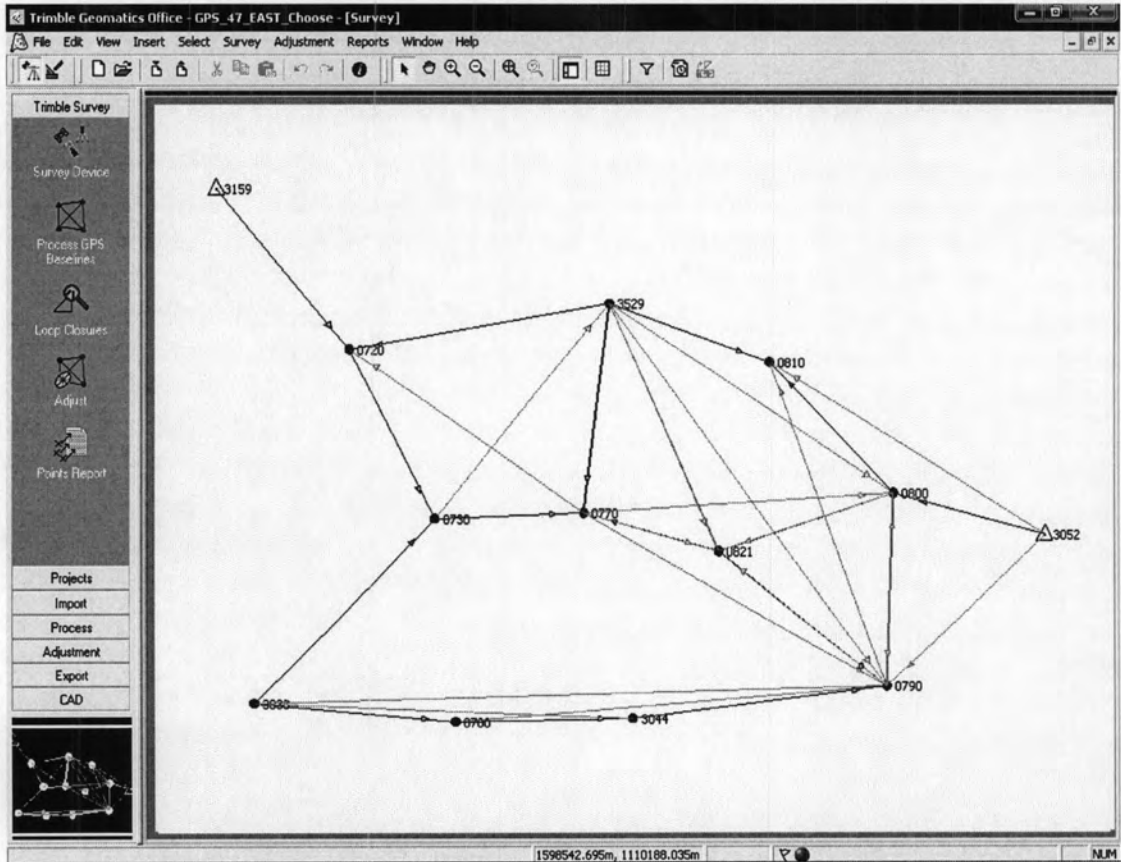 Trimble Geomatics Office - GPS_47_EAST_Choose - [Survey]
File Edit View Insert Select Survey Adjustment Reports Window Help
Trimble Survey
Survey Device
Process GPS Baselines
Loop Closures
Adjust
Points Report
Projects
Import
Process
Adjustment
Export
CAD
3159
3529
0720
0810
0800
0730
0770
3052
0821
0790
0700
3044
1598542.695m, 1110188.035m
NUM